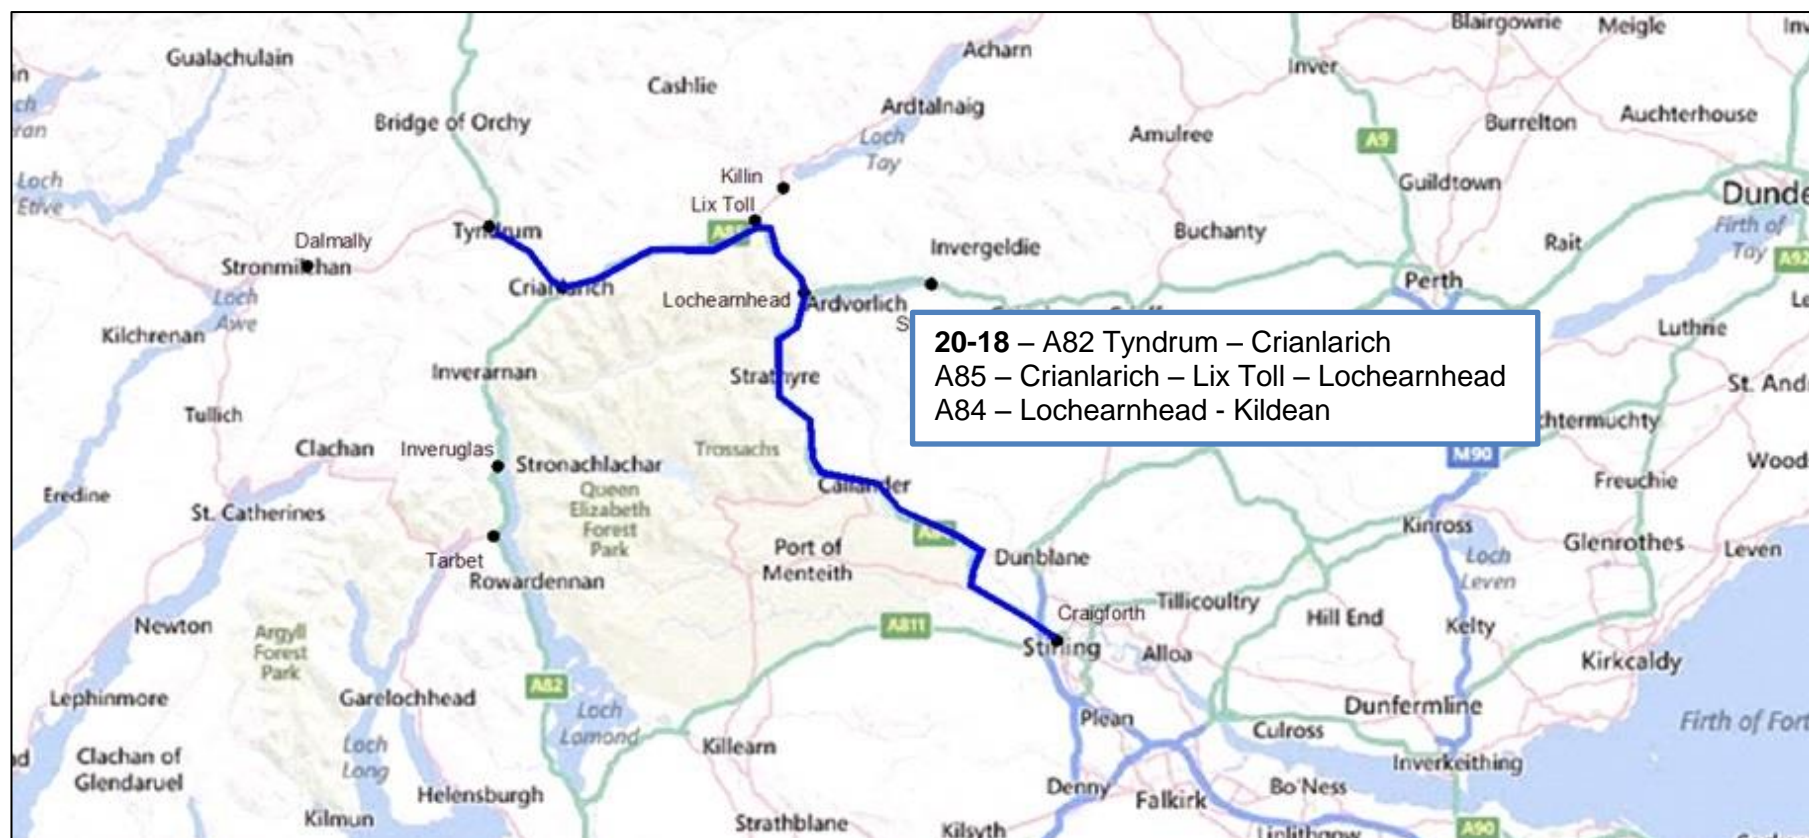 Blairgowrie
Meigle
Gualachulain
Acharn
Inver
Cashlie
Ardtalnaig
Bridge of Orchy
Loch
Tay
Amulree
A9
Burrelton
Auchterhouse
Loch
Etive
Killin
Lix Toll
Guildtown
Tyndrum
Dalmally
Invergeldie
Buchanty
Rait
Firth of
Tay
A92
Crianlarich
Lochearnhead
Ardvorlich
Perth
Loch
Awe
Kilchrenan
Luthrie
20-18 – A82 Tyndrum – Crianlarich
A85 – Crianlarich – Lix Toll – Lochearnhead
A84 – Lochearnhead - Kildean
Inverarnan
Strathyre
Tullich
Clachan
Inveruglas
Stronachlachar
Trossachs
M90
Freuchie
Eredine
St. Catherines
Queen
Elizabeth
Forest
Park
Callander
Kinross
Loch
Leven
Glenrothes
Leven
Tarbet
Rowardennan
Port of
Menteith
Dunblane
Tillicoultry
Craigforth
Hill End
Kelty
Newton
Argyll
Forest
Park
A811
Stirling
Alloa
Kirkcaldy
Lephinmore
Garelochhead
A82
Loch
Lomond
Plean
Dunfermline
Culross
Clachan of
Glendaruel
Loch
Long
Killearn
Inverkeithing
Helensburgh
Denny
Falkirk
Bo'Ness
Kilmun
Strathblane
Kilsyth
Linlithgow
A90